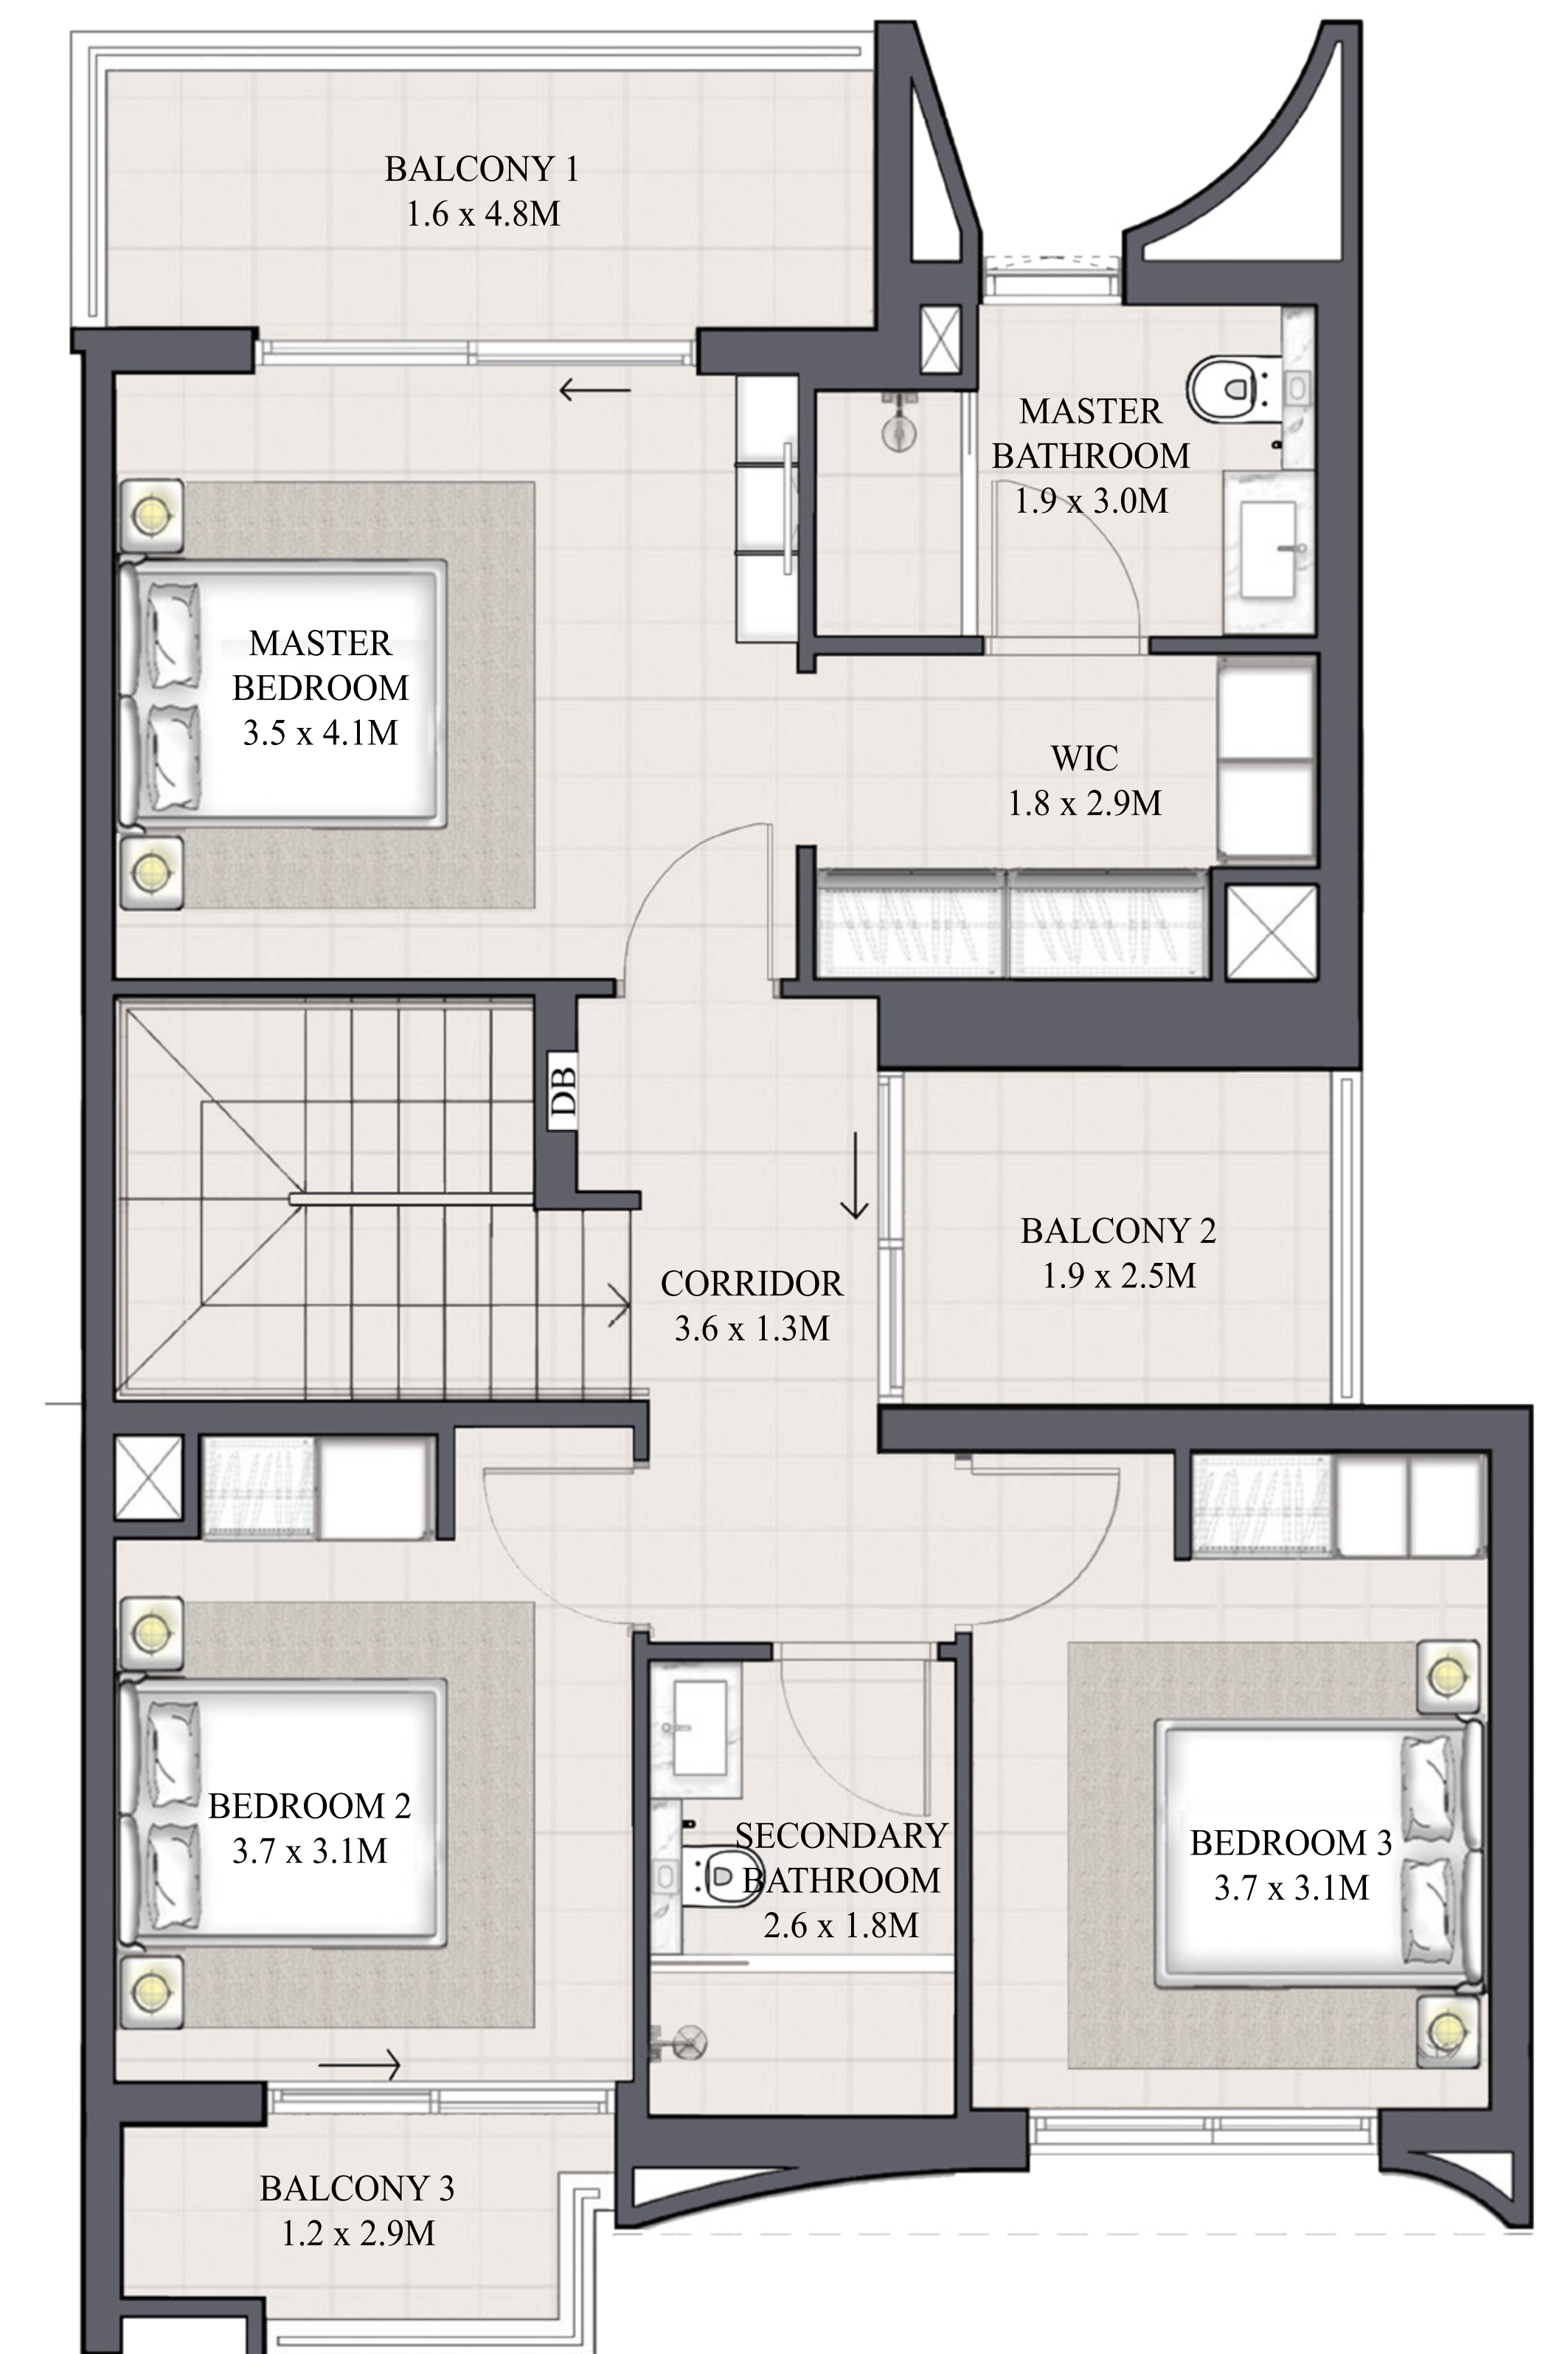 BALCONY 1
1.6 x 4.8M
MASTER
BATHROOM
1.9 x 3.0M
MASTER
BEDROOM
3.5 x 4.1M
WIC
1.8 x 2.9M
DB
BALCONY 2
1.9 x 2.5M
CORRIDOR
3.6 x 1.3M
BEDROOM 2
3.7 x 3.1M
SECONDARY
BATHROOM
2.6 x 1.8M
BEDROOM 3
3.7 x 3.1M
BALCONY 3
1.2 x 2.9M